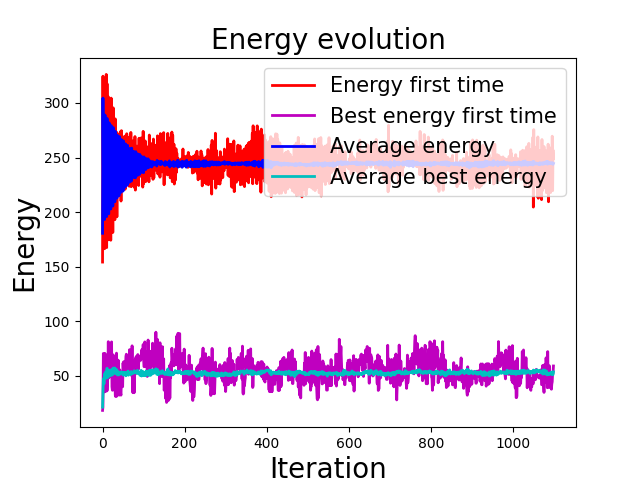 Energy evolution
Energy
300
250
200
150
100
50
Energy first time
Best energy first time
Average energy
Average best energy
0
200
400
600
800
1000
Iteration